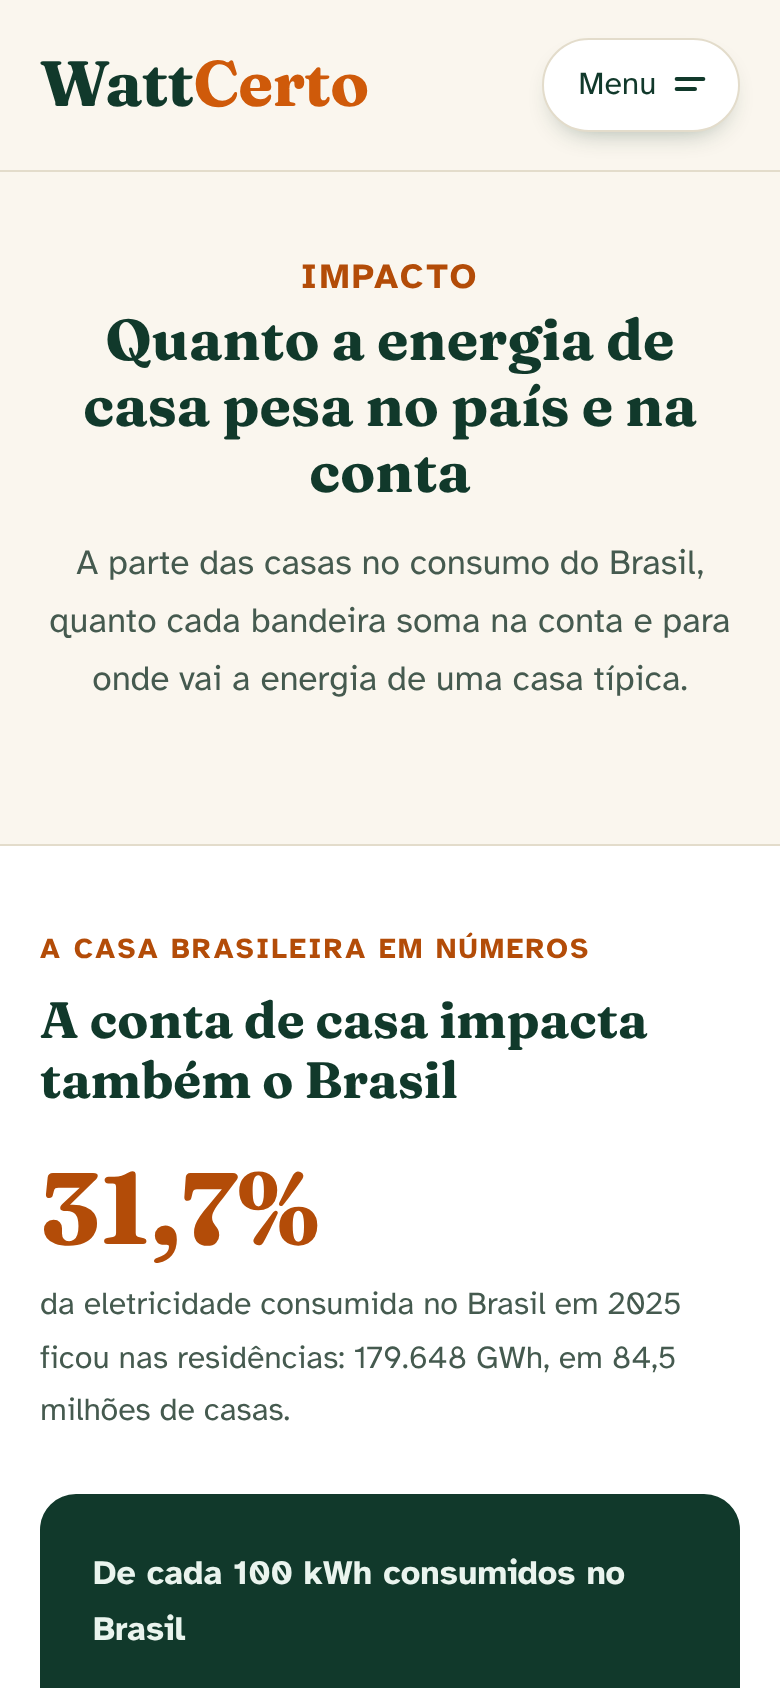 WattCerto
Menu
IMPACTO
Quanto a energia de
casa pesa no país e na
conta
A parte das casas no consumo do Brasil,
quanto cada bandeira soma na conta e para
onde vai a energia de uma casa típica.
A CASA BRASILEIRA EM NÚMEROS
A conta de casa impacta
também o Brasil
31,7%
da eletricidade consumida no Brasil em 2025
ficou nas residências: 179.648 GWh, em 84,5
milhões de casas.
De cada 100 kWh consumidos no
Brasil